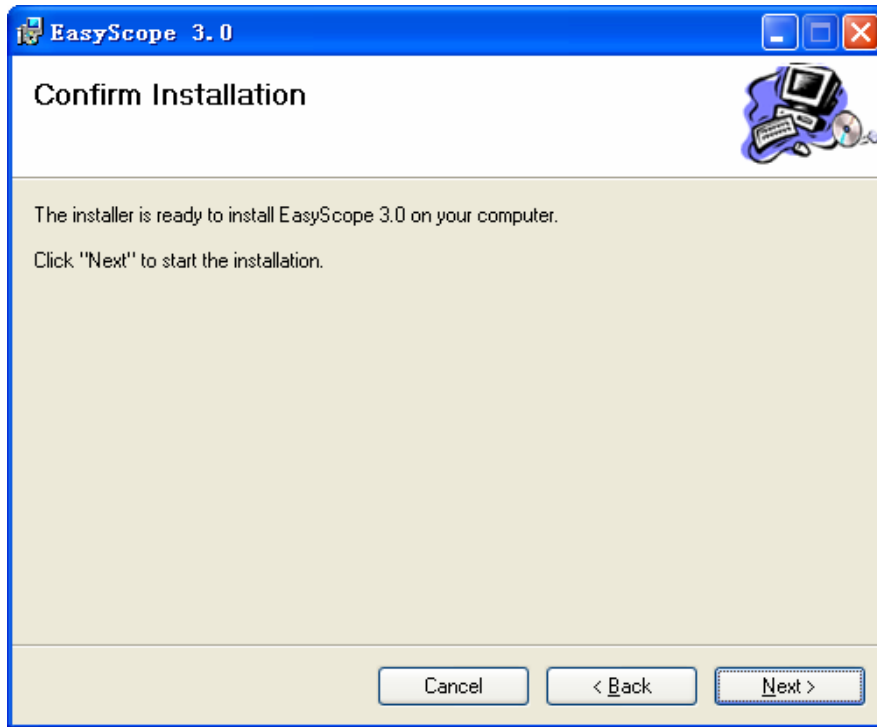 EasyScope 3.0
Confirm Installation
The installer is ready to install EasyScope 3.0 on your computer.
Click "Next" to start the installation.
Cancel
< Back
Next >